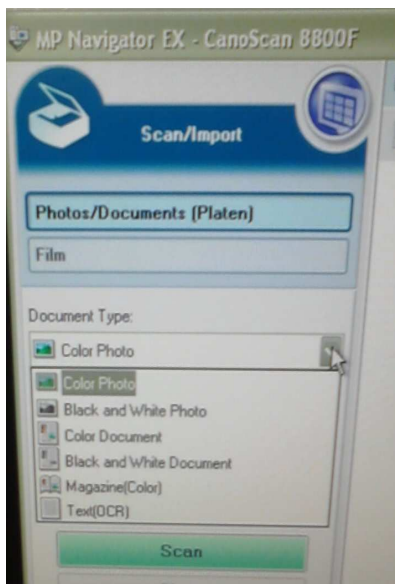 MP Navigator EX - CanoScan 8800F
Scan/Import
Photos/Documents (Platen)
Film
Document Type:
Color Photo
Color Photo
Black and White Photo
Color Document
Black and White Document
Magazine(Color)
Text(OCR)
Scan